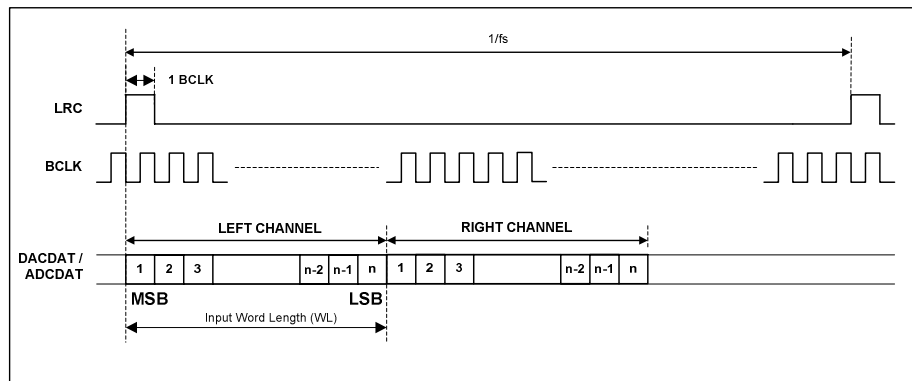 1/fs
1 BCLK
LRC
BCLK
LEFT CHANNEL RIGHT CHANNEL
DACDAT /
ADCDAT
1 2 3 n-2 n-1 n 1 2 3 n-2 n-1 n
MSB LSB
Input Word Length (WL)